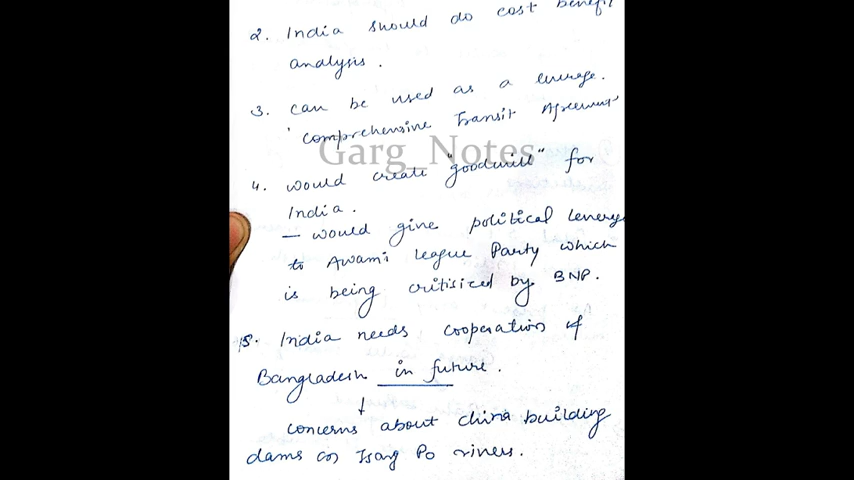 2. India should do cost benefit
analysis.
3. can be used as a leverage.
'comprehensive Transit Agreement'
Garg_Notes
4. would create "goodwill" for
India.
— would give political leverage
to Awami League Party which
is being critisiced by BNP.
5. India needs cooperation of
Bangladesh in future.
↓
concerns about china building
dams on Tsang Po rivers.